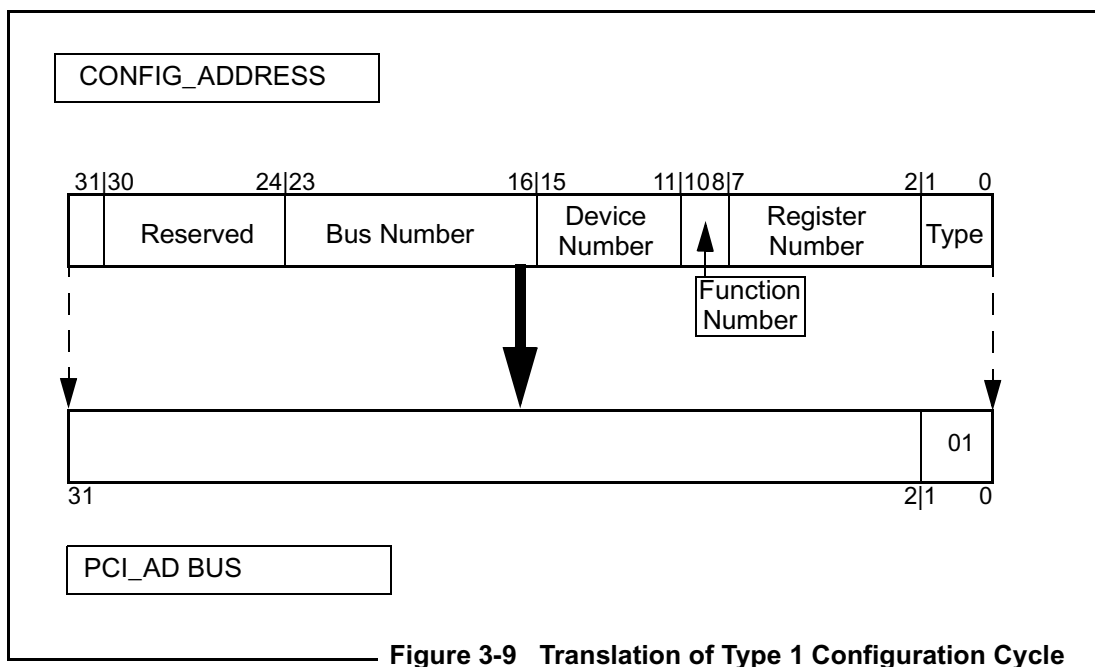 CONFIG_ADDRESS
31|30 24|23 16|15 11|108|7 2|1 0
Reserved Bus Number Device Number Register Number Type
Function Number
01
31 2|1 0
PCI_AD BUS
Figure 3-9 Translation of Type 1 Configuration Cycle